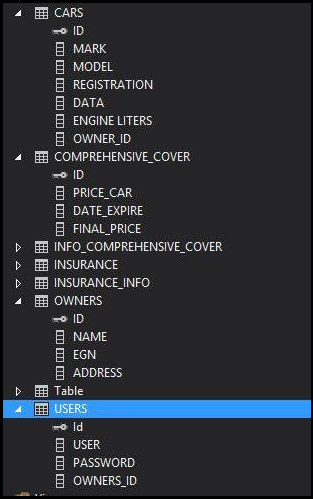 CARS
ID
MARK
MODEL
REGISTRATION
DATA
ENGINE LITERS
OWNER_ID
COMPREHENSIVE_COVER
ID
PRICE_CAR
DATE_EXPIRE
FINAL_PRICE
INFO_COMPREHENSIVE_COVER
INSURANCE
INSURANCE_INFO
OWNERS
ID
NAME
EGN
ADDRESS
Table
USERS
Id
USER
PASSWORD
OWNERS_ID